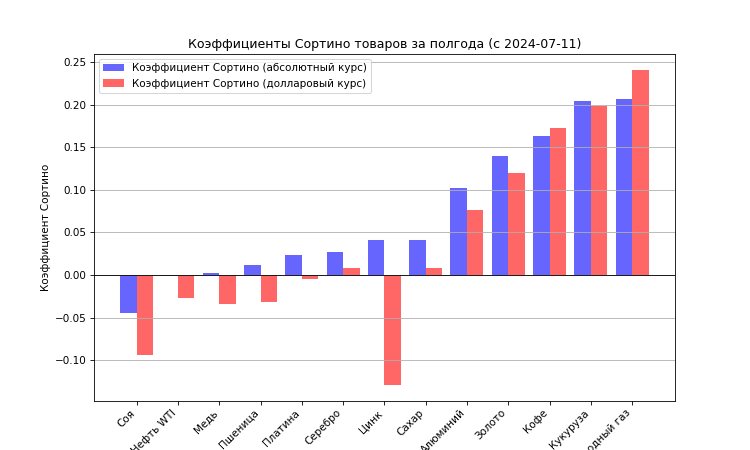 Коэффициенты Сортино товаров за полгода (с 2024-07-11)
Коэффициент Сортино (абсолютный курс)
Коэффициент Сортино (долларовый курс)
Коэффициент Сортино
0.25
0.20
0.15
0.10
0.05
0.00
−0.05
−0.10
Соя
Нефть WTI
Медь
Пшеница
Платина
Серебро
Цинк
Сахар
Алюминий
Золото
Кофе
Кукуруза
одный газ